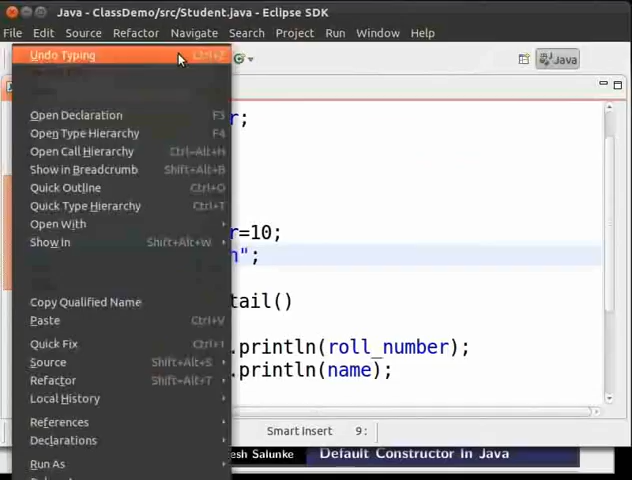 Java - ClassDemo/src/Student.java - Eclipse SDK
File Edit Source Refactor Navigate Search Project Run Window Help
Undo Typing Ctrl+Z
Java
Open Declaration F3
r;
Open Type Hierarchy F4
Open Call Hierarchy Ctrl+Alt+H
Show in Breadcrumb Shift+Alt+B
Quick Outline Ctrl+O
Quick Type Hierarchy Ctrl+T
Open With
r=10;
Show In Shift+Alt+W
n";
Copy Qualified Name
tail()
Paste Ctrl+V
Quick Fix Ctrl+1
.println(roll_number);
Source Shift+Alt+S
.println(name);
Refactor Shift+Alt+T
Local History
References
Declarations
Smart Insert 9:
esh Salunke Default Constructor In Java
Run As